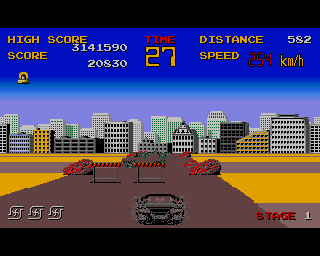 HIGH SCORE 3141590
SCORE 20830
TIME
27
DISTANCE 582
SPEED 254 km/h
STAGE 1